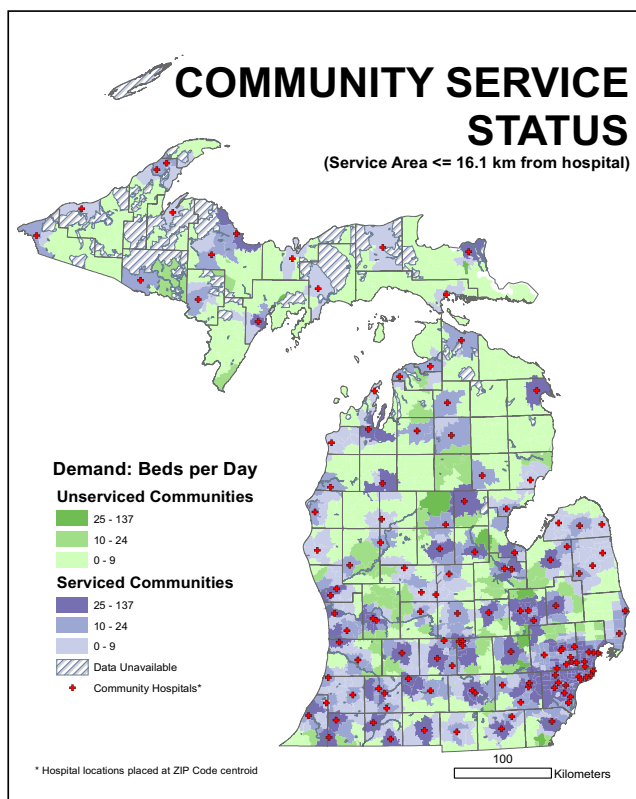 COMMUNITY SERVICE
STATUS
(Service Area <= 16.1 km from hospital)
Demand: Beds per Day
Unserviced Communities
25 - 137
10 - 24
0 - 9
Serviced Communities
25 - 137
10 - 24
0 - 9
Data Unavailable
Community Hospitals*
* Hospital locations placed at ZIP Code centroid
100
Kilometers